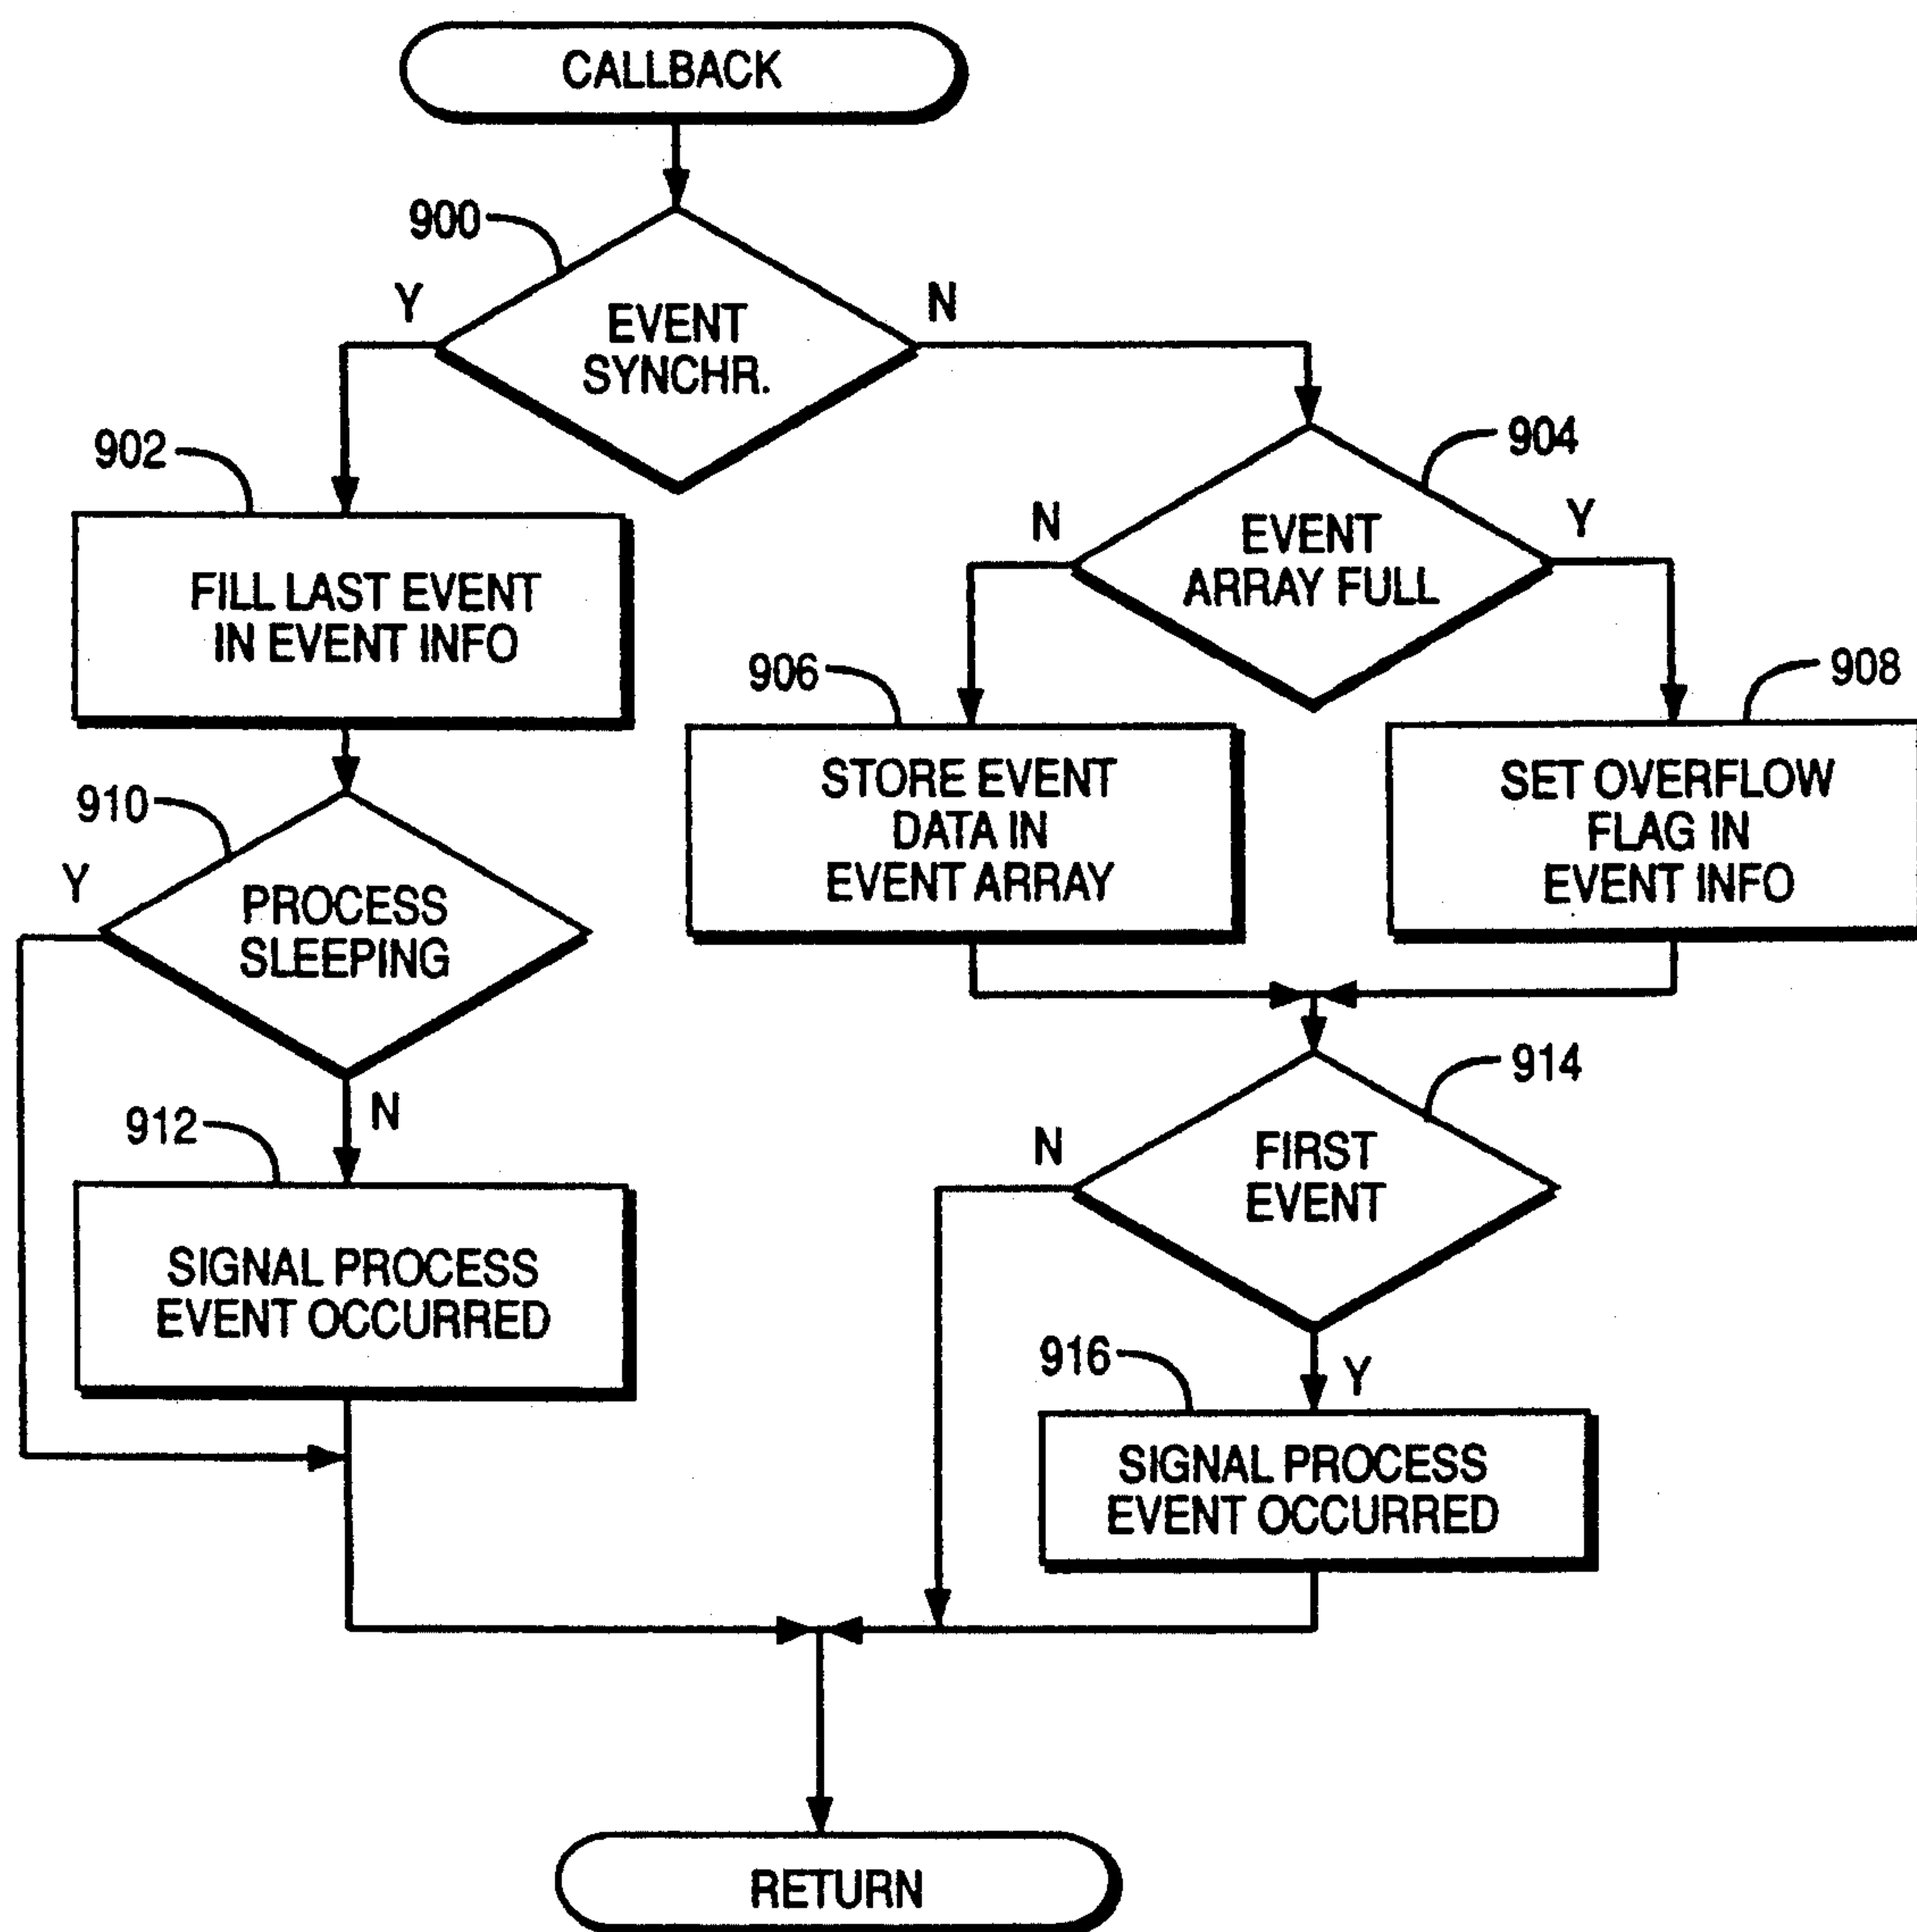 CALLBACK
900
Y
N
EVENT
SYNCHR.
902
904
FILL LAST EVENT
IN EVENT INFO
N
Y
EVENT
ARRAY FULL
906
908
STORE EVENT
DATA IN
EVENT ARRAY
SET OVERFLOW
FLAG IN
EVENT INFO
910
Y
PROCESS
SLEEPING
N
912
SIGNAL PROCESS
EVENT OCCURRED
914
N
FIRST
EVENT
Y
916
SIGNAL PROCESS
EVENT OCCURRED
RETURN